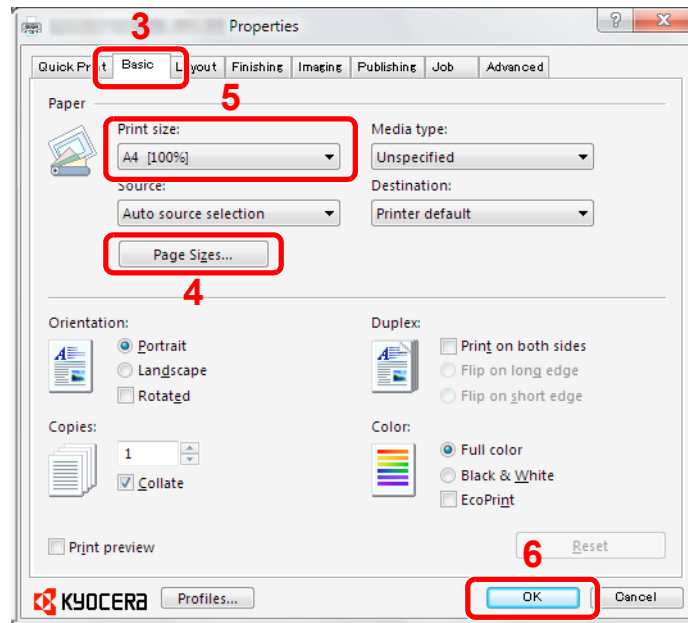 3
Properties
Quick Print Basic Layout Finishing Imaging Publishing Job Advanced
5
Paper
Print size: Media type:
A4 [100%] Unspecified
Source: Destination:
Auto source selection Printer default
Page Sizes...
4
Orientation: Duplex:
Portrait Print on both sides
Landscape Flip on long edge
Rotated Flip on short edge
Copies: Color:
1 Full color
Collate Black & White
EcoPrint
6
Print preview Reset
KYOCERA Profiles... OK Cancel